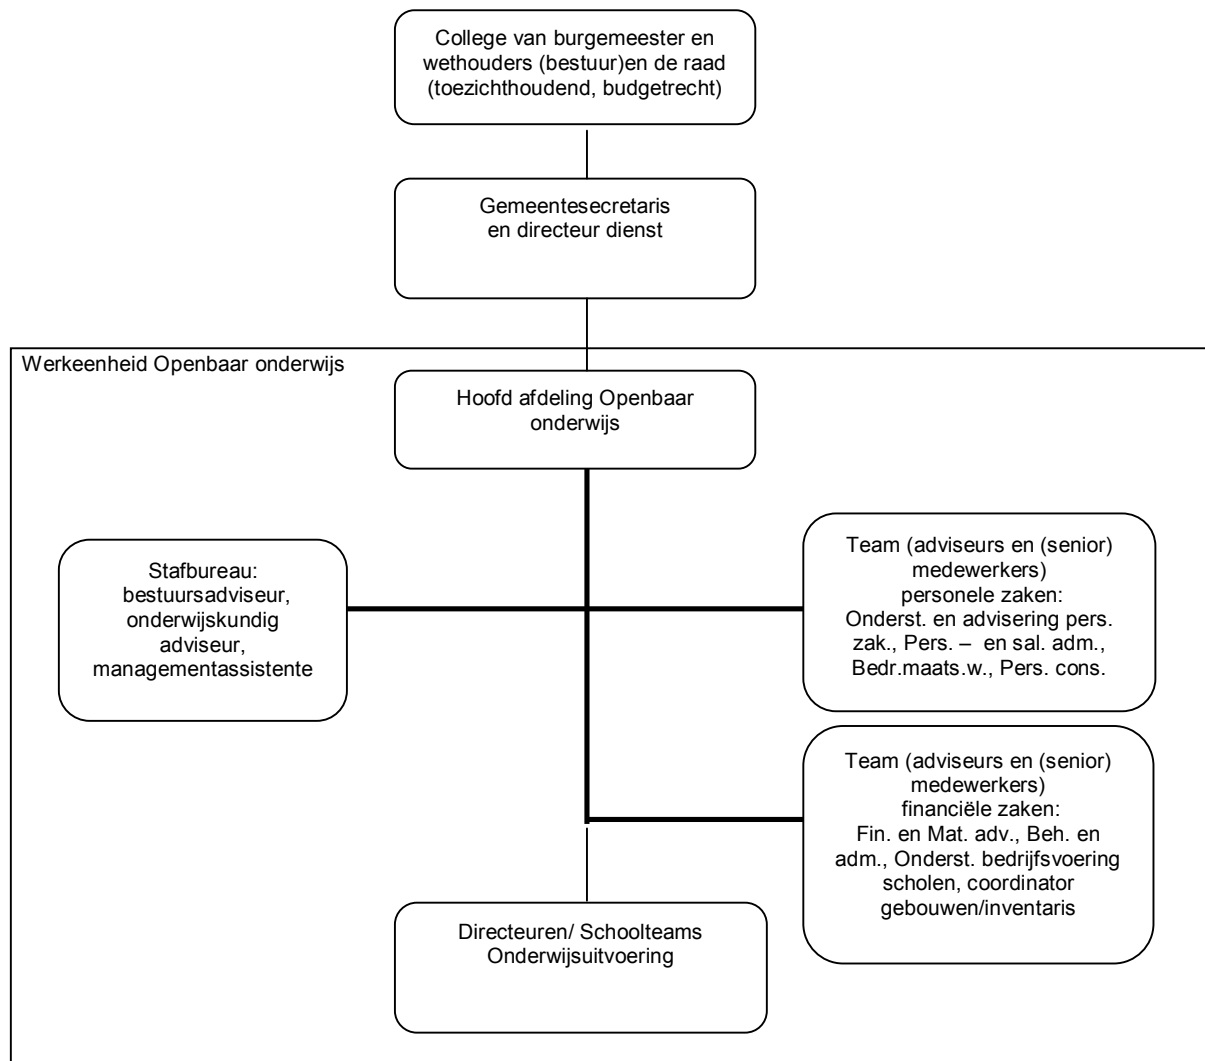 College van burgemeester en
wethouders (bestuur)en de raad
(toezichthoudend, budgetrecht)
Gemeentesecretaris
en directeur dienst
Werkeenheid Openbaar onderwijs
Hoofd afdeling Openbaar
onderwijs
Stafbureau:
bestuursadviseur,
onderwijskundig
adviseur,
managementassistente
Team (adviseurs en (senior)
medewerkers)
personele zaken:
Onderst. en advisering pers.
zak., Pers. – en sal. adm.,
Bedr.maats.w., Pers. cons.
Team (adviseurs en (senior)
medewerkers)
financiële zaken:
Fin. en Mat. adv., Beh. en
adm., Onderst. bedrijfsvoering
scholen, coordinator
gebouwen/inventaris
Directeuren/ Schoolteams
Onderwijsuitvoering